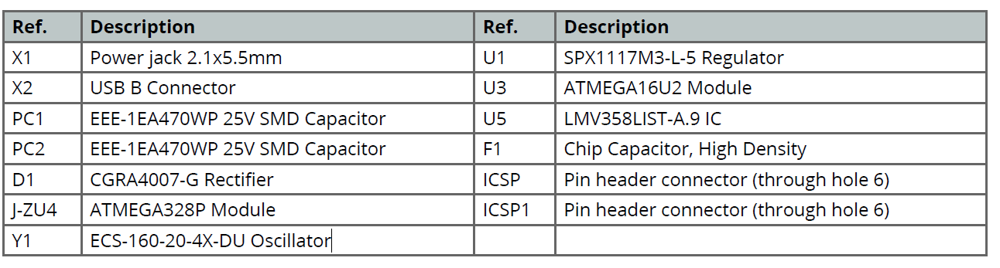 Ref. Description Ref. Description
X1 Power jack 2.1x5.5mm U1 SPX1117M3-L-5 Regulator
X2 USB B Connector U3 ATMEGA16U2 Module
PC1 EEE-1EA470WP 25V SMD Capacitor U5 LMV358LIST-A.9 IC
PC2 EEE-1EA470WP 25V SMD Capacitor F1 Chip Capacitor, High Density
D1 CGRA4007-G Rectifier ICSP Pin header connector (through hole 6)
J-ZU4 ATMEGA328P Module ICSP1 Pin header connector (through hole 6)
Y1 ECS-160-20-4X-DU Oscillator